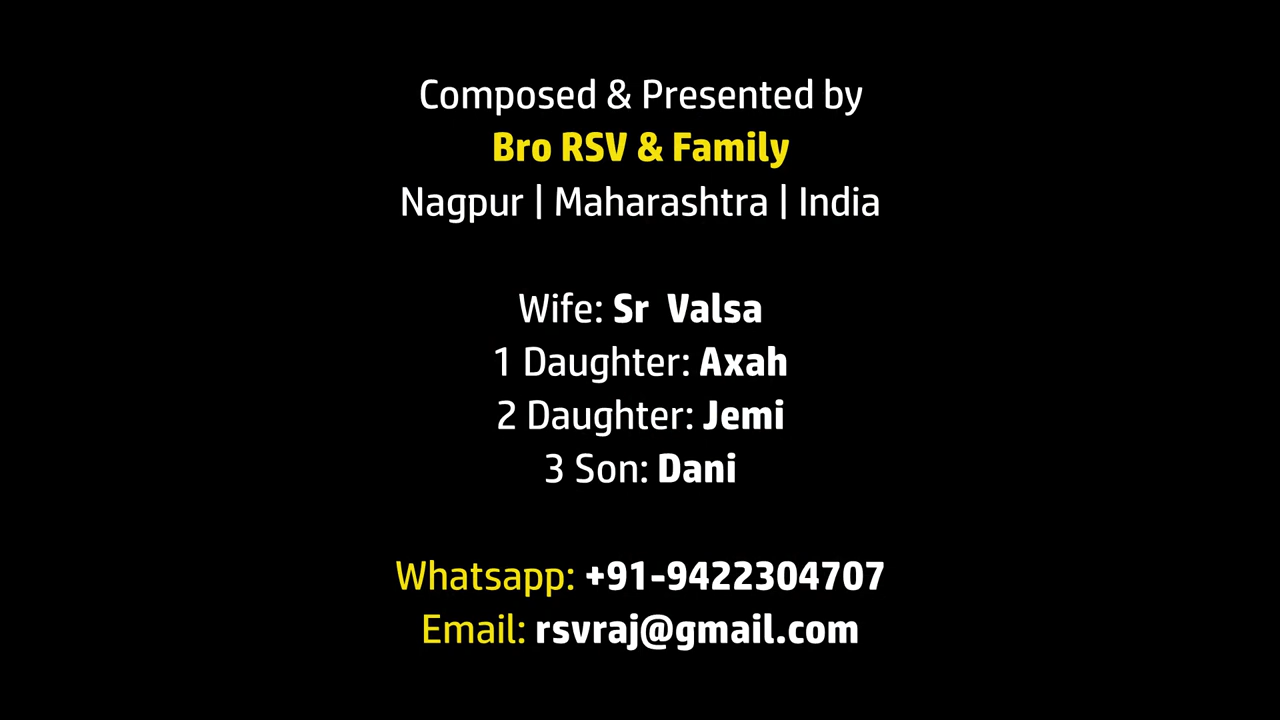 Composed & Presented by
Bro RSV & Family
Nagpur | Maharashtra | India
Wife: Sr  Valsa
1 Daughter: Axah
2 Daughter: Jemi
3 Son: Dani
Whatsapp: +91-9422304707
Email: rsvraj@gmail.com